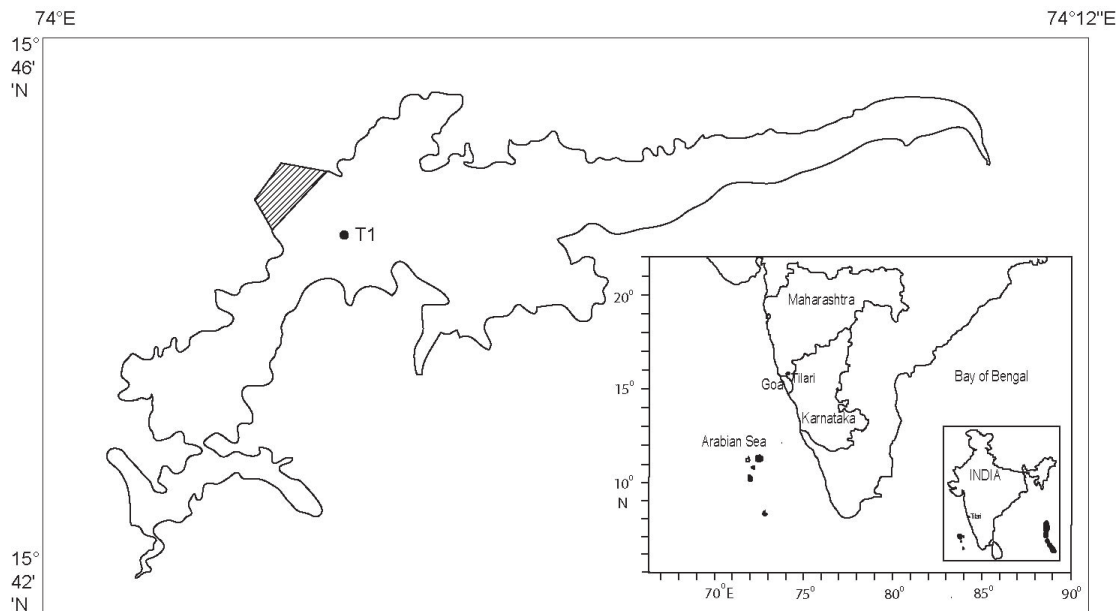 74°E
74°12"E
15°
46'
'N
T1
20°
Maharashtra
Tilari
Goa
15°
Bay of Bengal
Karnataka
Arabian Sea
10°
N
INDIA
Tilari
15°
42'
'N
70°E
75°
80°
85°
90°